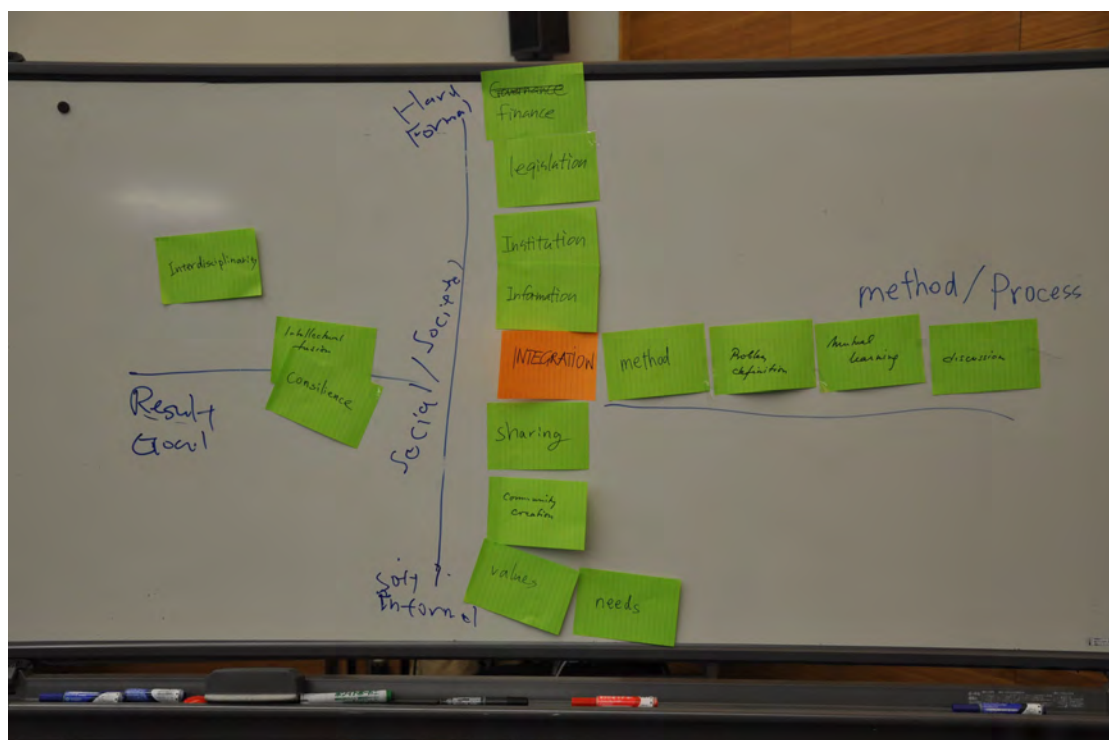 Hard
Formal
Governance
finance
legislation
Institution
Information
Interdisciplinarity
method / Process
Intellectual
fusion
Consilience
INTEGRATION
method
Problem
definition
Mutual
learning
discussion
Result
Goal
Social / Society
sharing
Community
creation
values
needs
Soft
Informal